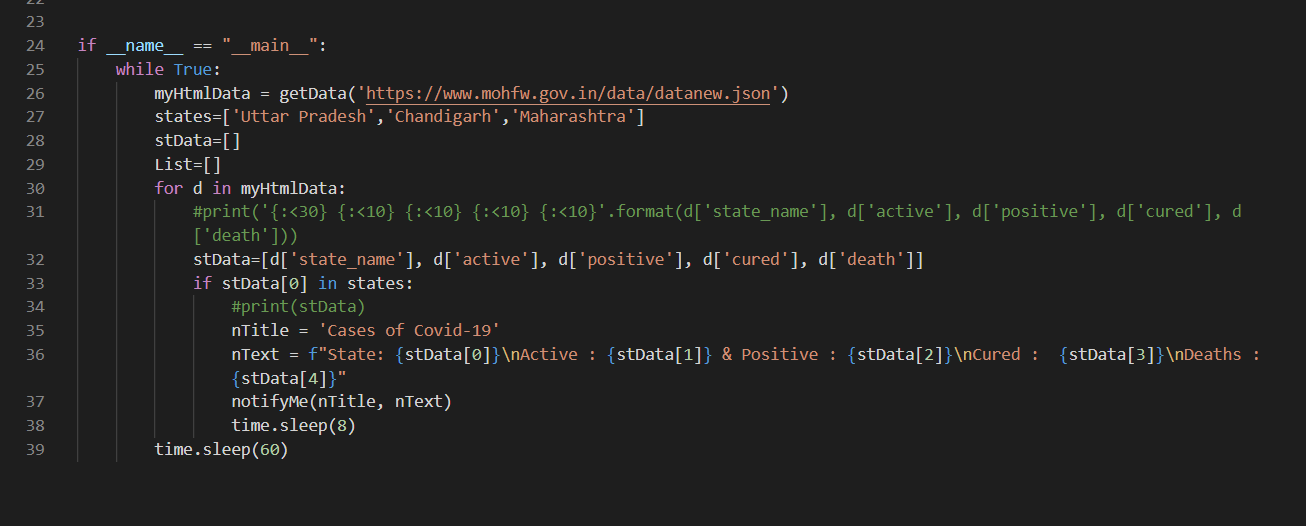 22
23
24 if __name__ == "__main__":
25 while True:
26 myHtmlData = getData('https://www.mohfw.gov.in/data/datanew.json')
27 states=['Uttar Pradesh','Chandigarh','Maharashtra']
28 stData=[]
29 List=[]
30 for d in myHtmlData:
31 #print('{:<30} {:<10} {:<10} {:<10} {:<10}'.format(d['state_name'], d['active'], d['positive'], d['cured'], d
['death']))
32 stData=[d['state_name'], d['active'], d['positive'], d['cured'], d['death']]
33 if stData[0] in states:
34 #print(stData)
35 nTitle = 'Cases of Covid-19'
36 nText = f"State: {stData[0]}\nActive : {stData[1]} & Positive : {stData[2]}\nCured :  {stData[3]}\nDeaths :
{stData[4]}"
37 notifyMe(nTitle, nText)
38 time.sleep(8)
39 time.sleep(60)